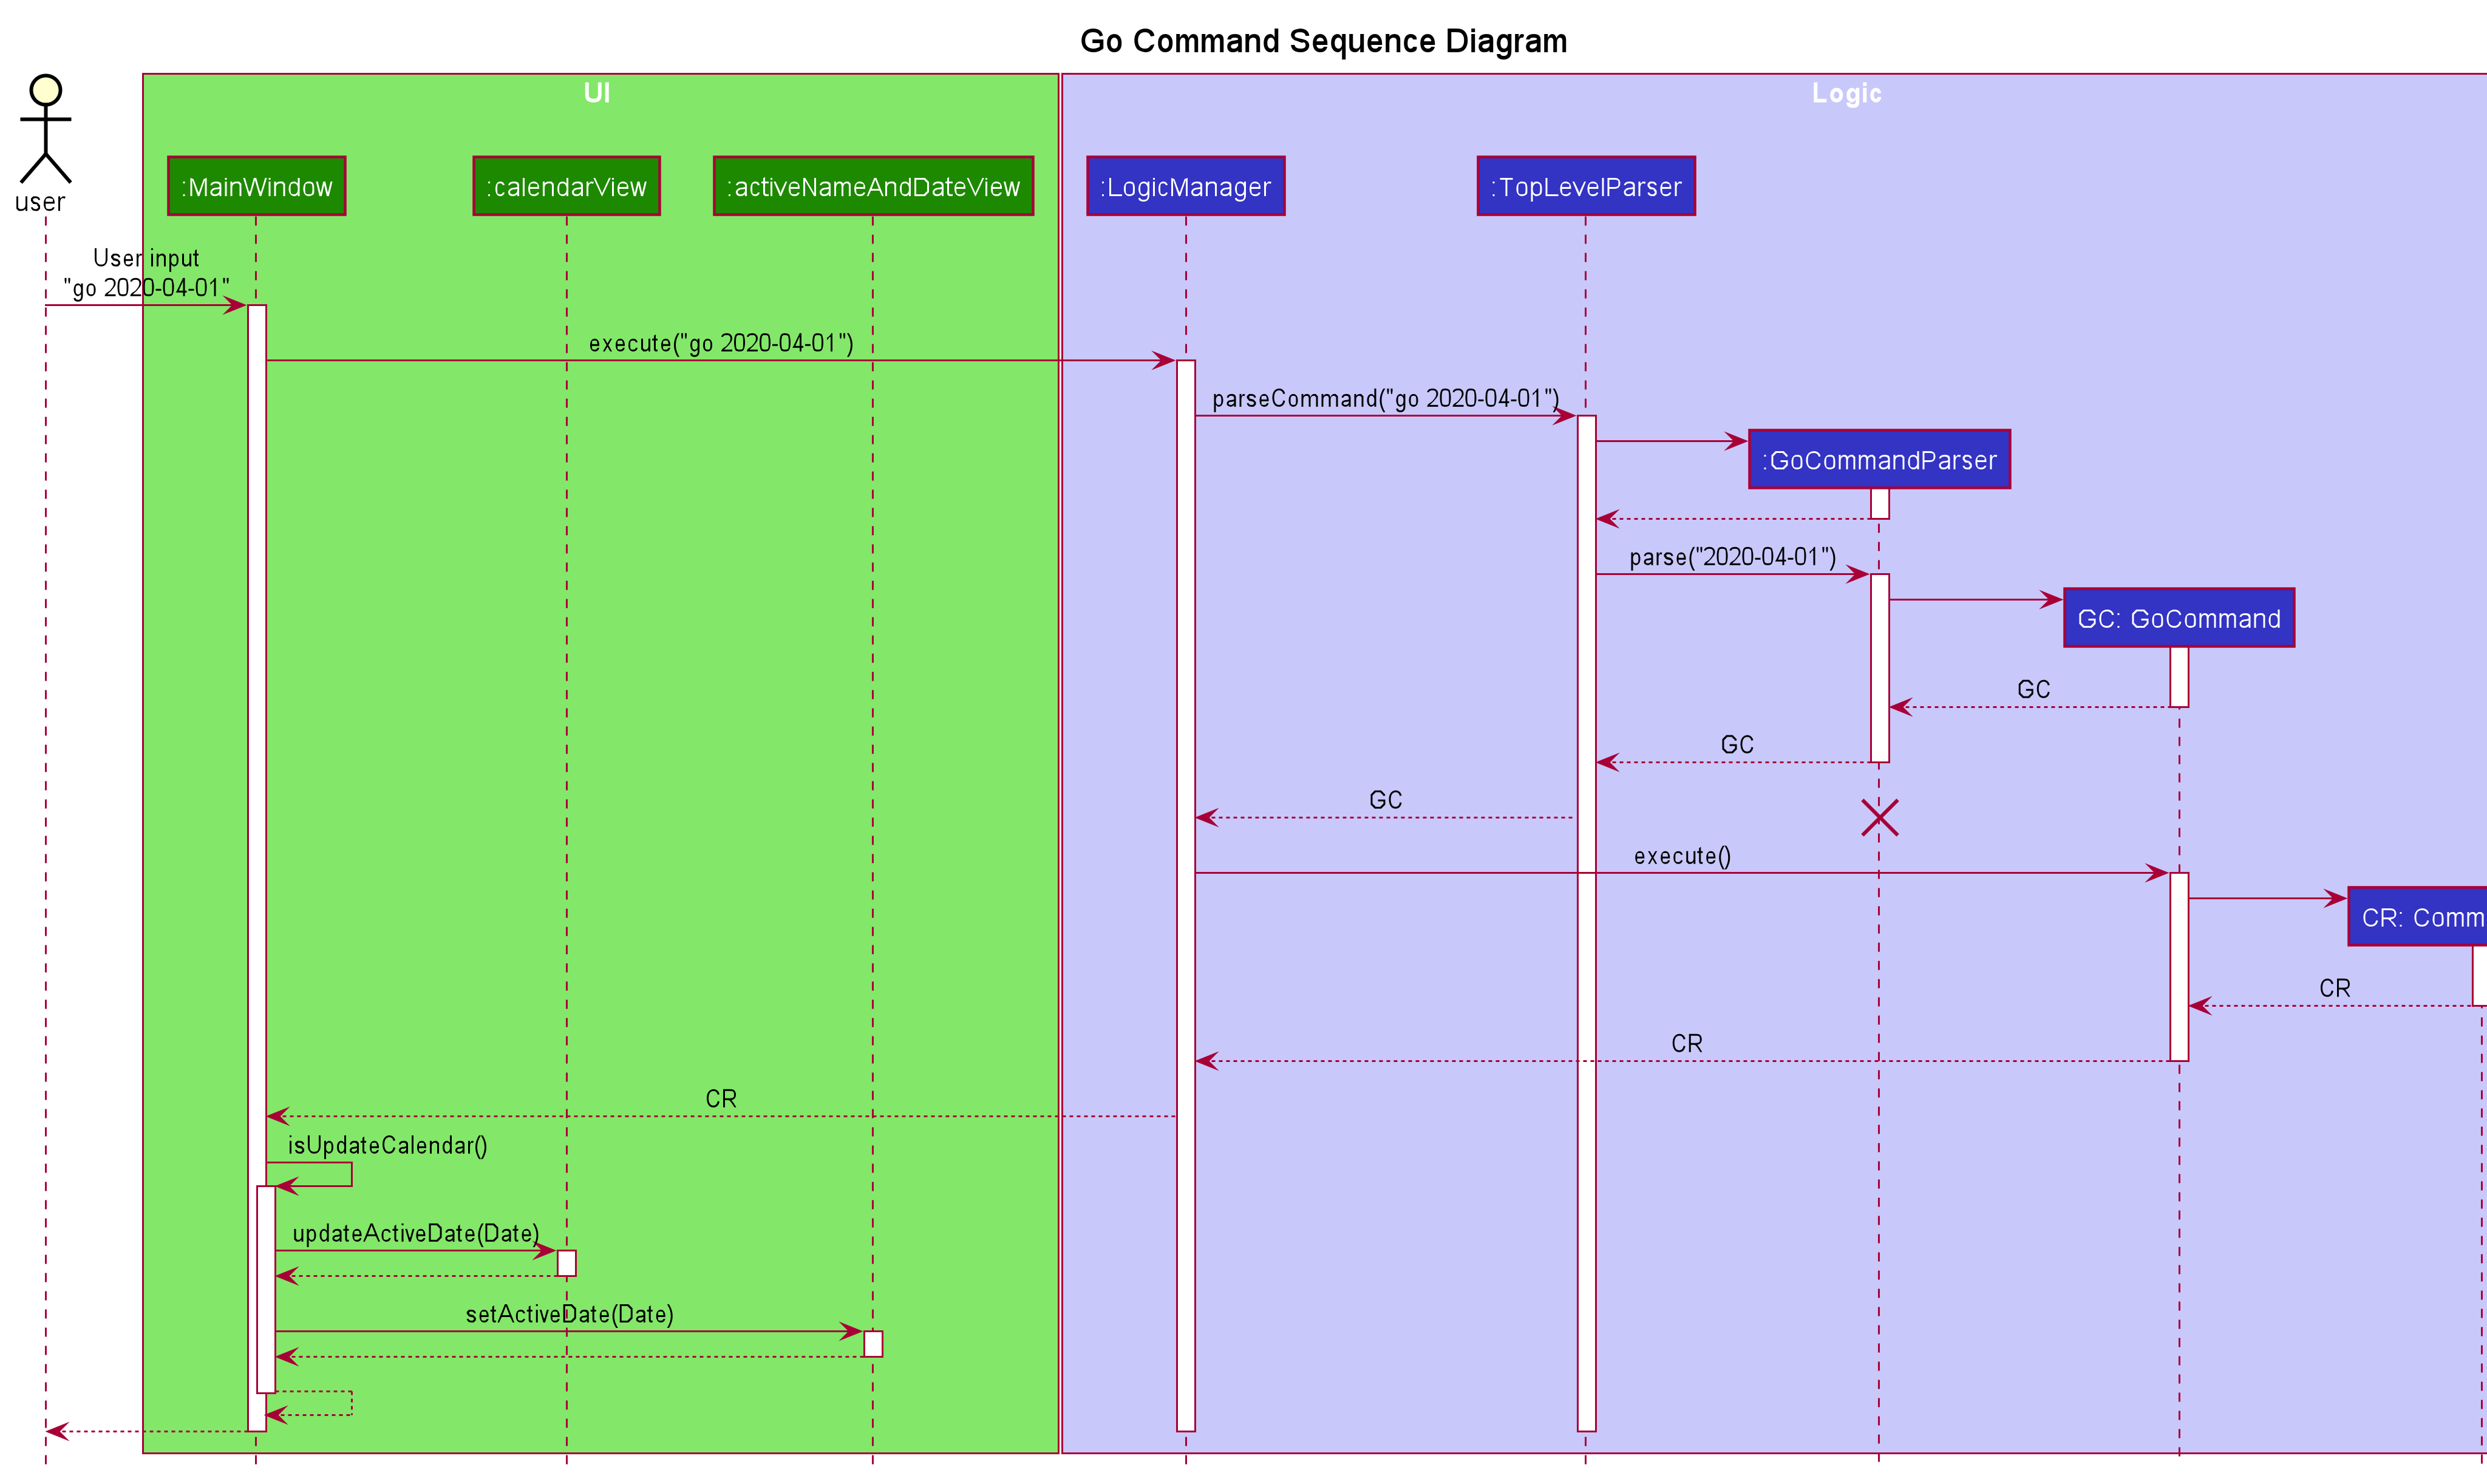 Go Command Sequence Diagram
UI
Logic
user
:MainWindow
:calendarView
:activeNameAndDateView
:LogicManager
:TopLevelParser
User input
"go 2020-04-01"
execute("go 2020-04-01")
parseCommand("go 2020-04-01")
:GoCommandParser
parse("2020-04-01")
GC: GoCommand
GC
GC
GC
execute()
CR: Comm
CR
CR
CR
isUpdateCalendar()
updateActiveDate(Date)
setActiveDate(Date)